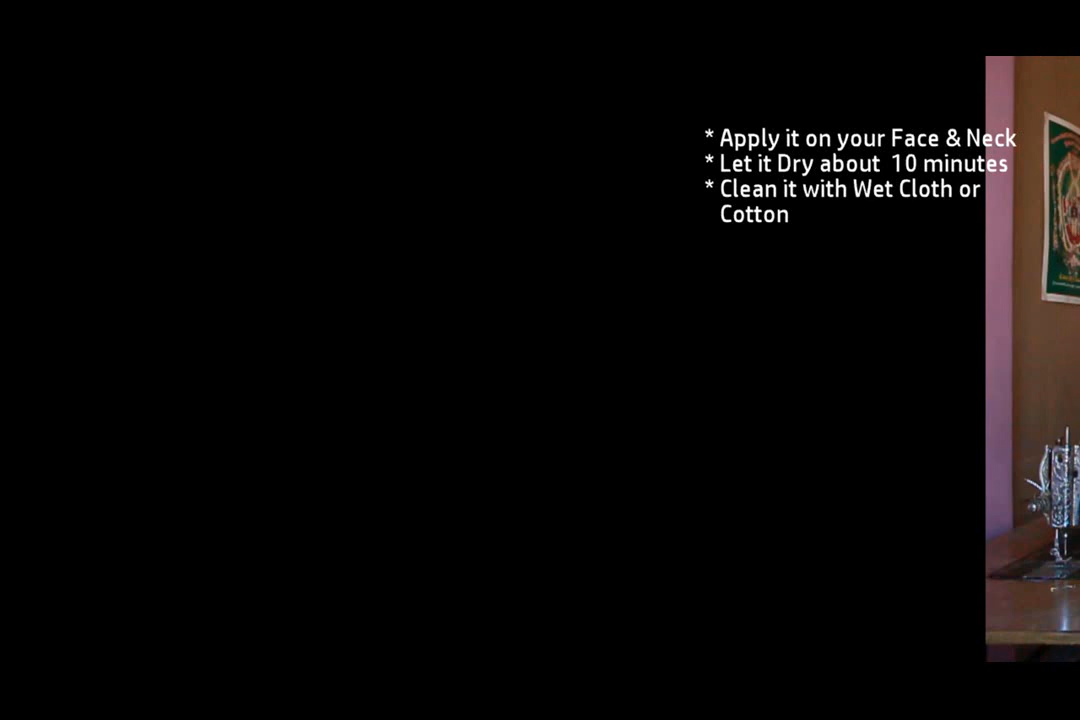 * Apply it on your Face & Neck
* Let it Dry about 10 minutes
* Clean it with Wet Cloth or
Cotton